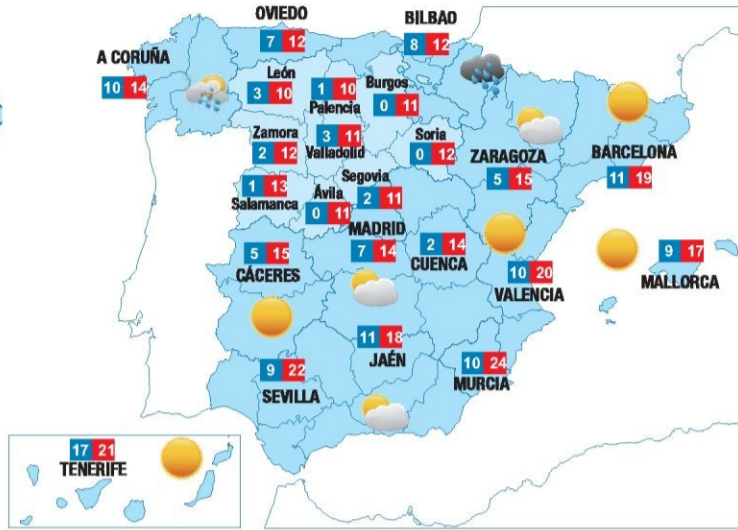 OVIEDO
7 12
BILBAO
8 12
A CORUÑA
10 14
León
3 10
1 10
Palencia
Burgos
0 11
Zamora
2 12
3 11
Valladolid
Soria
0 12
ZARAGOZA
5 15
BARCELONA
11 19
1 13
Salamanca
Ávila
0 11
Segovia
2 11
MADRID
7 14
2 14
CUENCA
5 15
CÁCERES
10 20
VALENCIA
9 17
MALLORCA
11 18
JAÉN
9 22
SEVILLA
10 24
MURCIA
17 21
TENERIFE